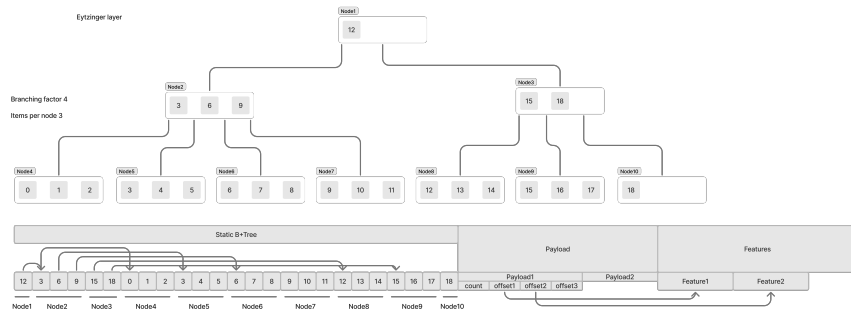 Eytzinger layer
Node1
12
Node2
3 6 9
Node3
15 18
Branching factor 4
Items per node 3
Node4
0 1 2
Node5
3 4 5
Node6
6 7 8
Node7
9 10 11
Node8
12 13 14
Node9
15 16 17
Node10
18
Static B+Tree
Payload
Features
12 3 6 9 15 18 0 1 2 3 4 5 6 7 8 9 10 11 12 13 14 15 16 17 18
Payload1
Payload2
count offset1 offset2 offset3
Feature1
Feature2
Node1 Node2 Node3 Node4 Node5 Node6 Node7 Node8 Node9 Node10